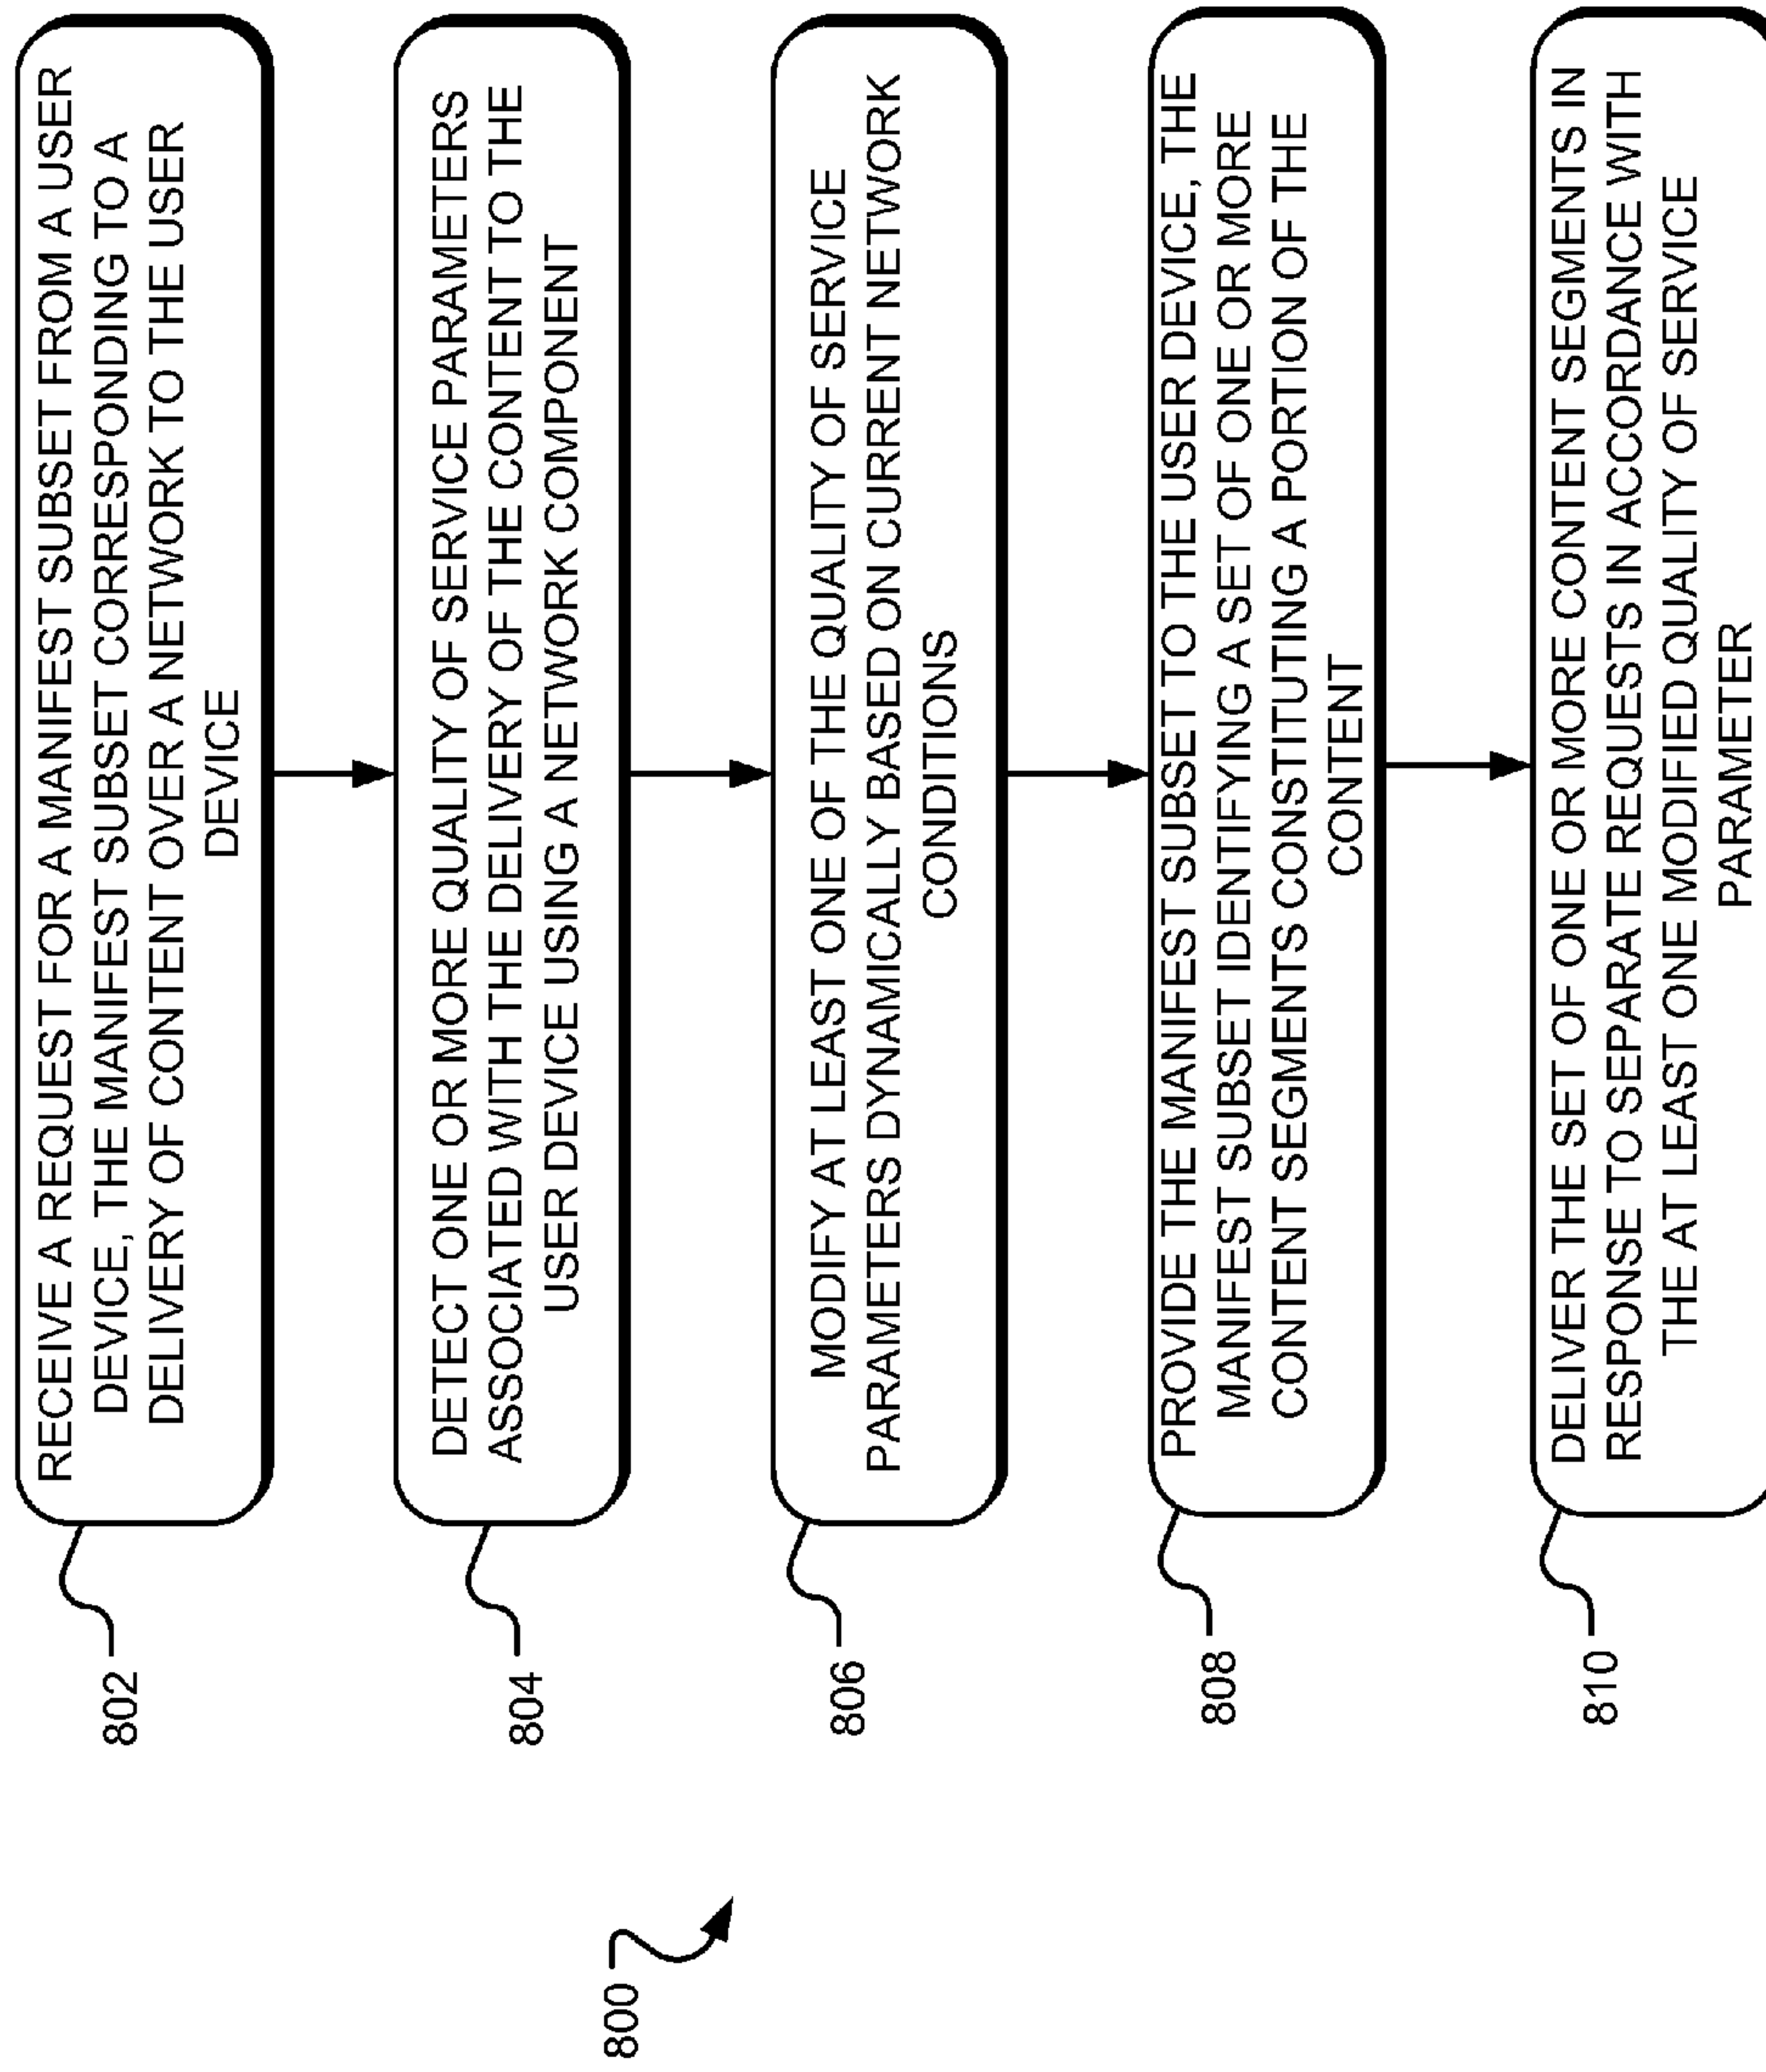 RECEIVE A REQUEST FOR A MANIFEST SUBSET FROM A USER
DEVICE, THE MANIFEST SUBSET CORRESPONDING TO A
DELIVERY OF CONTENT OVER A NETWORK TO THE USER
DEVICE
802
DETECT ONE OR MORE QUALITY OF SERVICE PARAMETERS
ASSOCIATED WITH THE DELIVERY OF THE CONTENT TO THE
USER DEVICE USING A NETWORK COMPONENT
804
MODIFY AT LEAST ONE OF THE QUALITY OF SERVICE
PARAMETERS DYNAMICALLY BASED ON CURRENT NETWORK
CONDITIONS
806
PROVIDE THE MANIFEST SUBSET TO THE USER DEVICE, THE
MANIFEST SUBSET IDENTIFYING A SET OF ONE OR MORE
CONTENT SEGMENTS CONSTITUTING A PORTION OF THE
CONTENT
808
DELIVER THE SET OF ONE OR MORE CONTENT SEGMENTS IN
RESPONSE TO SEPARATE REQUESTS IN ACCORDANCE WITH
THE AT LEAST ONE MODIFIED QUALITY OF SERVICE
PARAMETER
810
800